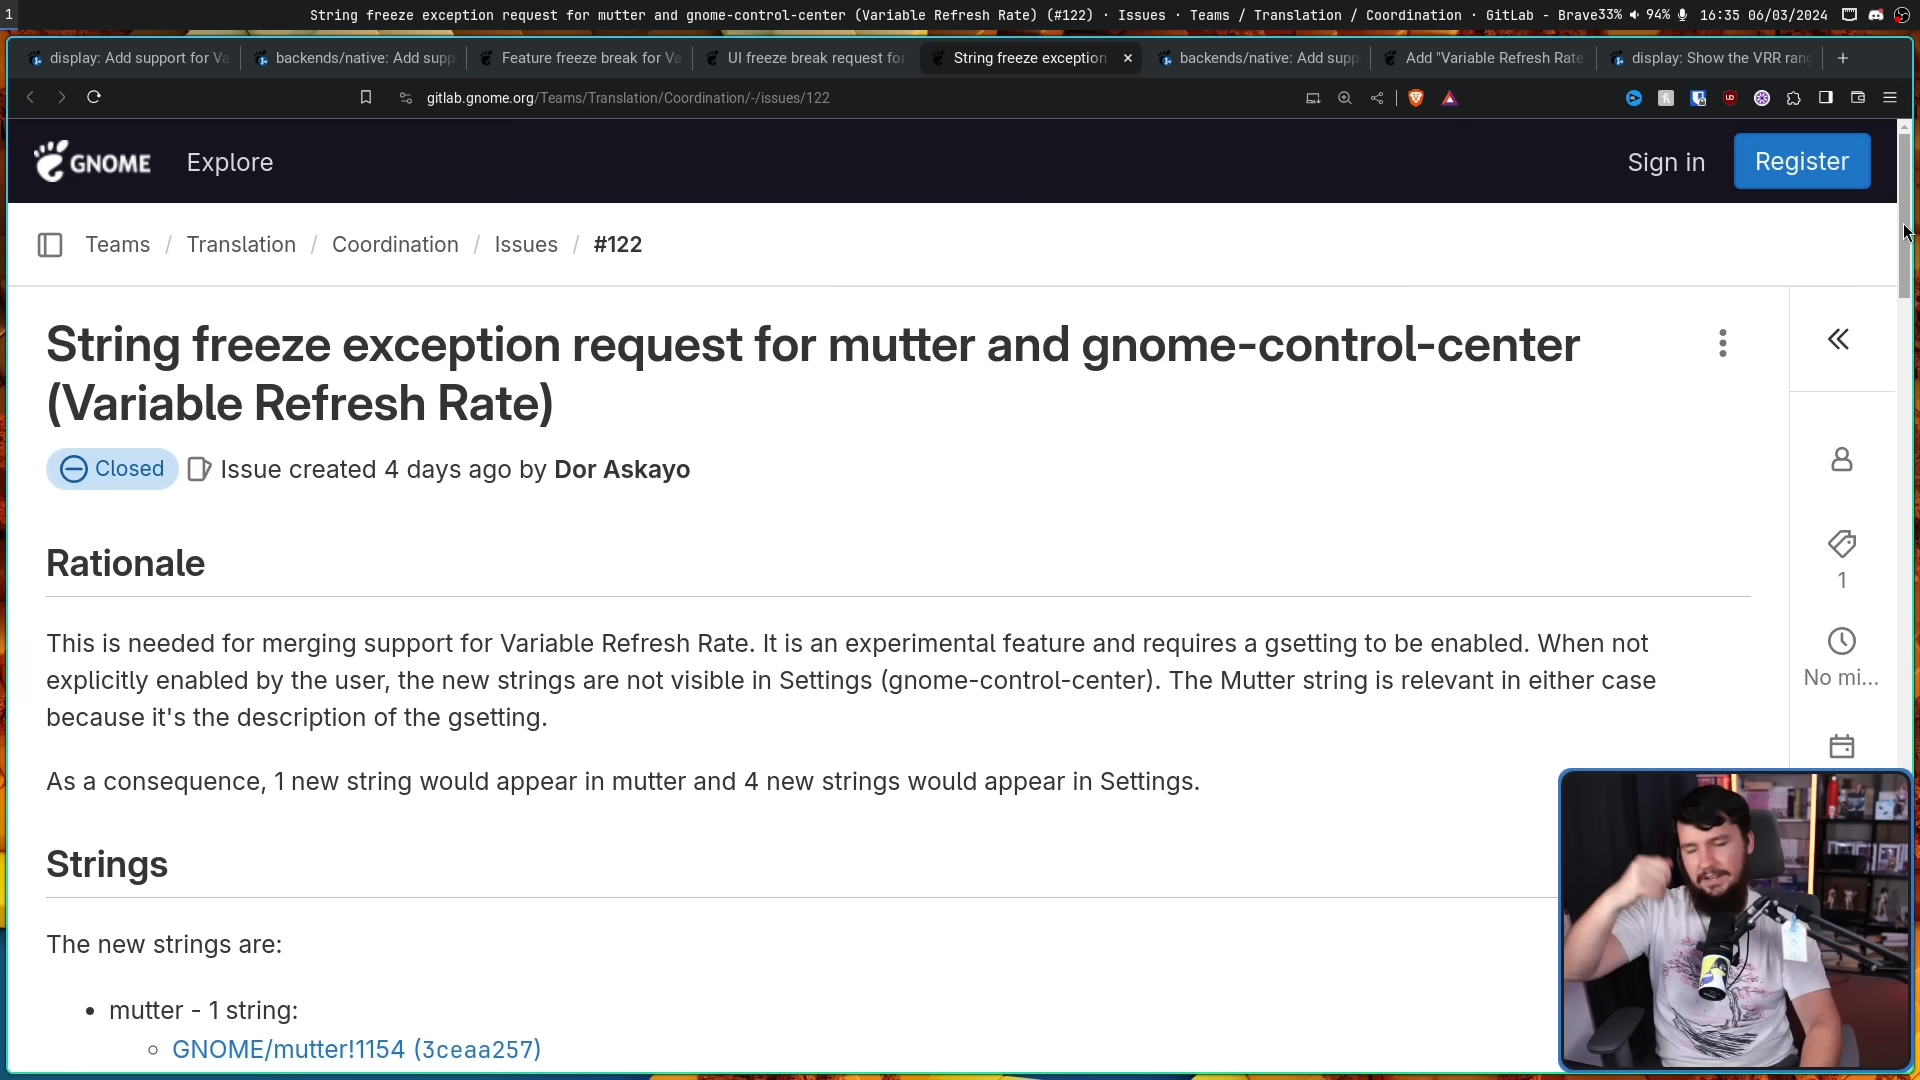 1
String freeze exception request for mutter and gnome-control-center (Variable Refresh Rate) (#122) · Issues · Teams / Translation / Coordination · GitLab - Brave
33% 94% 16:35 06/03/2024
display: Add support for Va
backends/native: Add supp
Feature freeze break for Va
UI freeze break request for
String freeze exception
backends/native: Add supp
Add "Variable Refresh Rate
display: Show the VRR rang
gitlab.gnome.org/Teams/Translation/Coordination/-/issues/122
GNOME
Explore
Sign in
Register
Teams / Translation / Coordination / Issues / #122
String freeze exception request for mutter and gnome-control-center
(Variable Refresh Rate)
Closed
Issue created 4 days ago by Dor Askayo
1
No mi...
Rationale
This is needed for merging support for Variable Refresh Rate. It is an experimental feature and requires a gsetting to be enabled. When not
explicitly enabled by the user, the new strings are not visible in Settings (gnome-control-center). The Mutter string is relevant in either case
because it's the description of the gsetting.
As a consequence, 1 new string would appear in mutter and 4 new strings would appear in Settings.
Strings
The new strings are:
• mutter - 1 string:
◦ GNOME/mutter!1154 (3ceaa257)